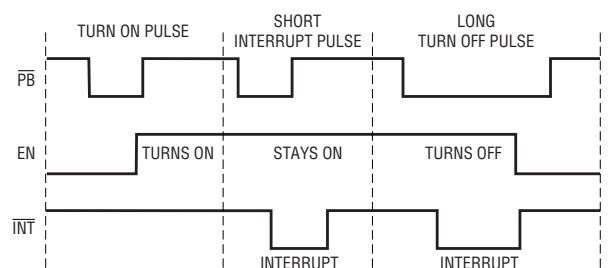 TURN ON PULSE
SHORT
INTERRUPT PULSE
LONG
TURN OFF PULSE
PB
EN
TURNS ON
STAYS ON
TURNS OFF
INT
INTERRUPT
INTERRUPT